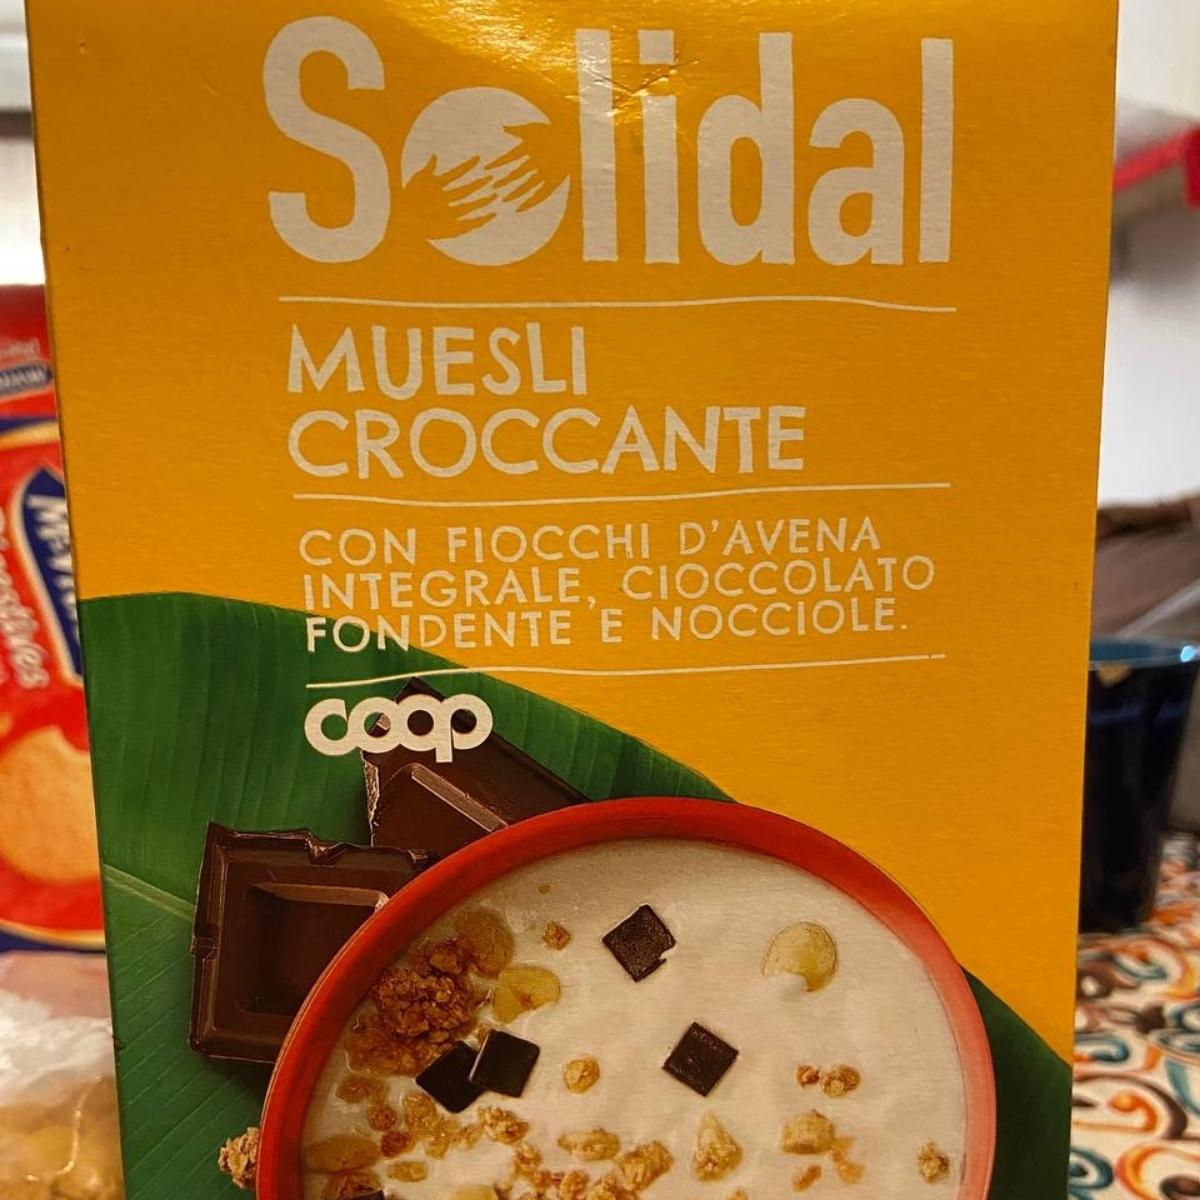 Solidal
MUESLI
CROCCANTE
CON FIOCCHI D'AVENA
INTEGRALE, CIOCCOLATO
FONDENTE E NOCCIOLE.
coop